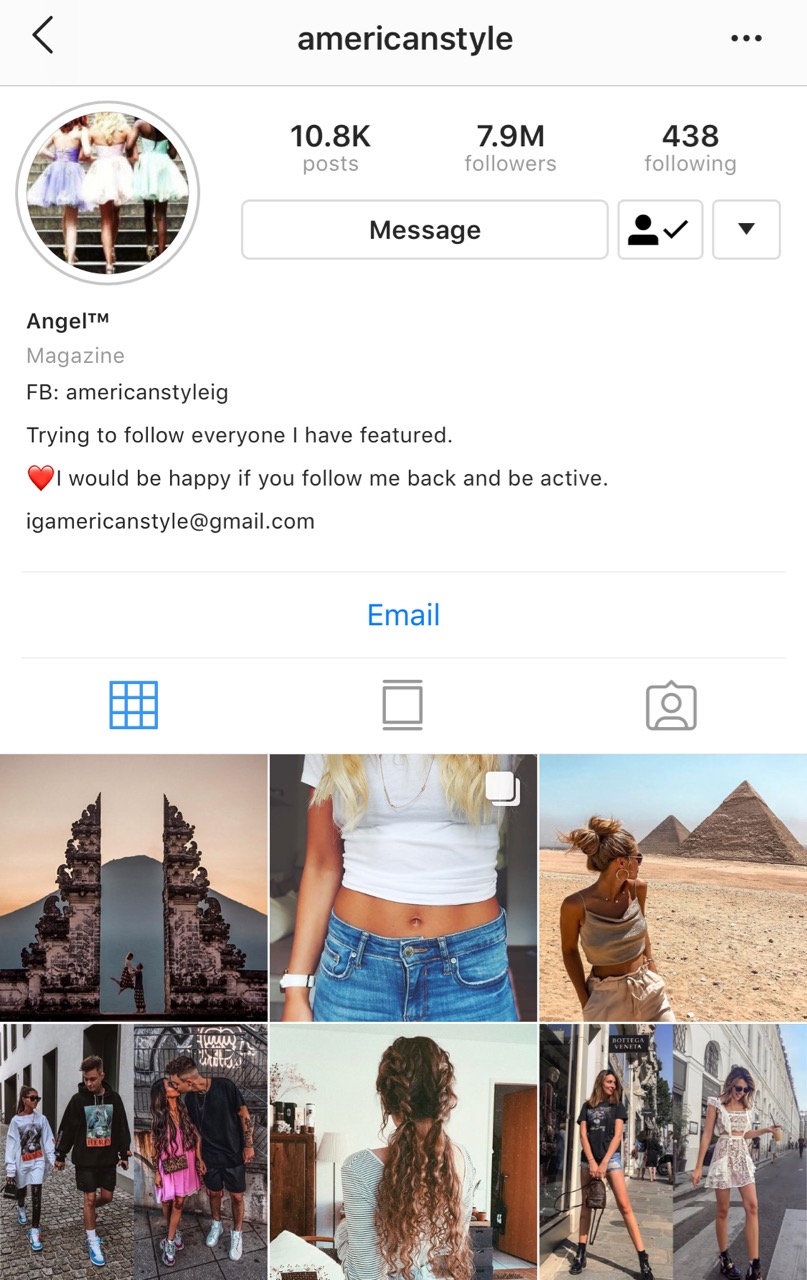 americanstyle
10.8K 7.9M 438
posts followers following
Message
Angel™
Magazine
FB: americanstyleig
Trying to follow everyone I have featured.
❤️I would be happy if you follow me back and be active.
igamericanstyle@gmail.com
Email
BOTTEGA
VENETA